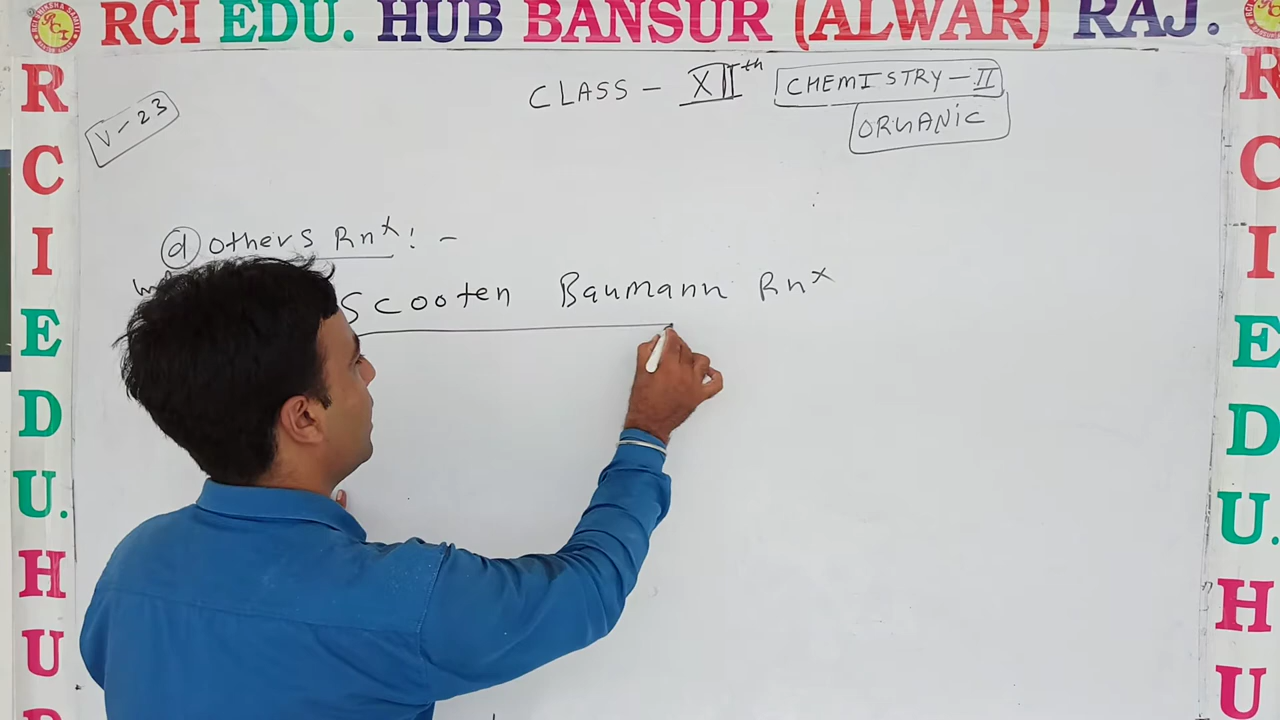 RCI EDU. HUB BANSUR (ALWAR) RAJ.
CLASS - XIIth CHEMISTRY - II
ORGANIC
V-23
(d) Others Rnx : -
Scooten Baumann Rnx
R
C
I
E
D
U.
H
U
R
C
I
E
D
U.
H
U